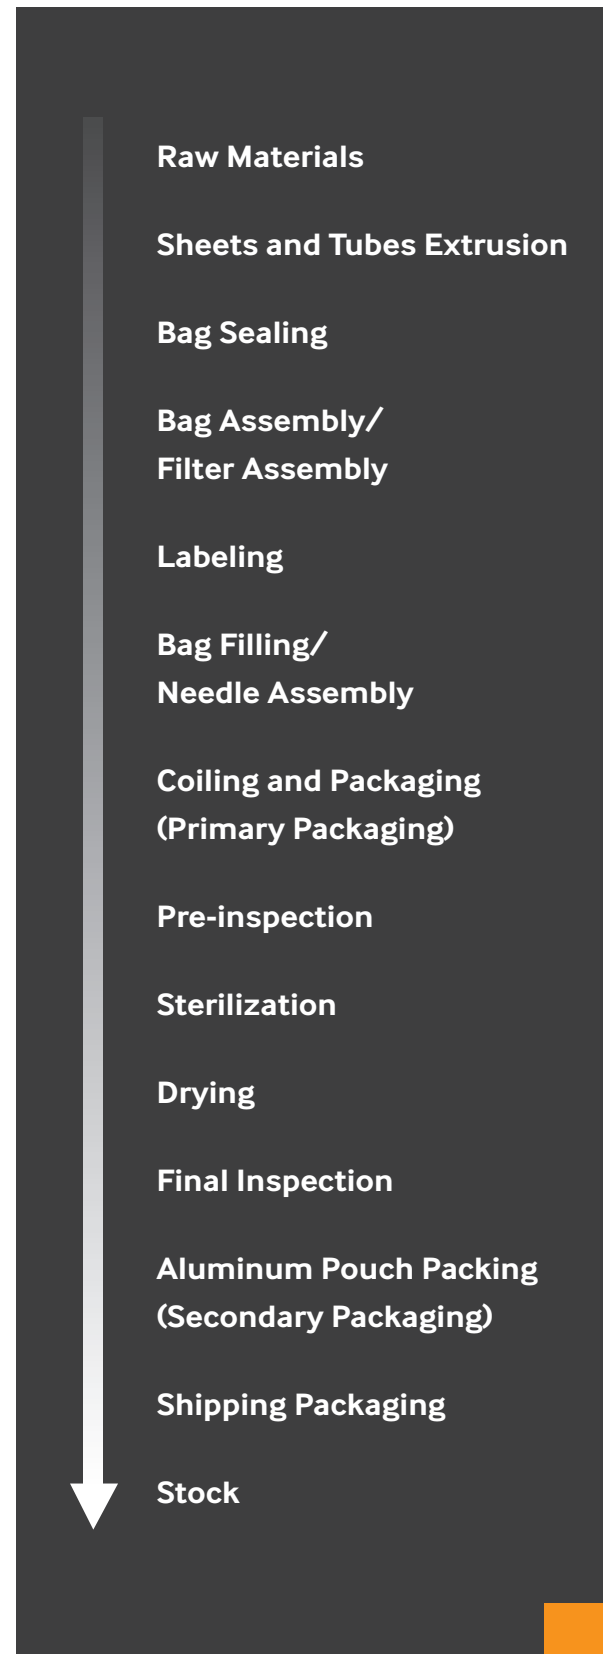 Raw Materials
Sheets and Tubes Extrusion
Bag Sealing
Bag Assembly/
Filter Assembly
Labeling
Bag Filling/
Needle Assembly
Coiling and Packaging
(Primary Packaging)
Pre-inspection
Sterilization
Drying
Final Inspection
Aluminum Pouch Packing
(Secondary Packaging)
Shipping Packaging
Stock